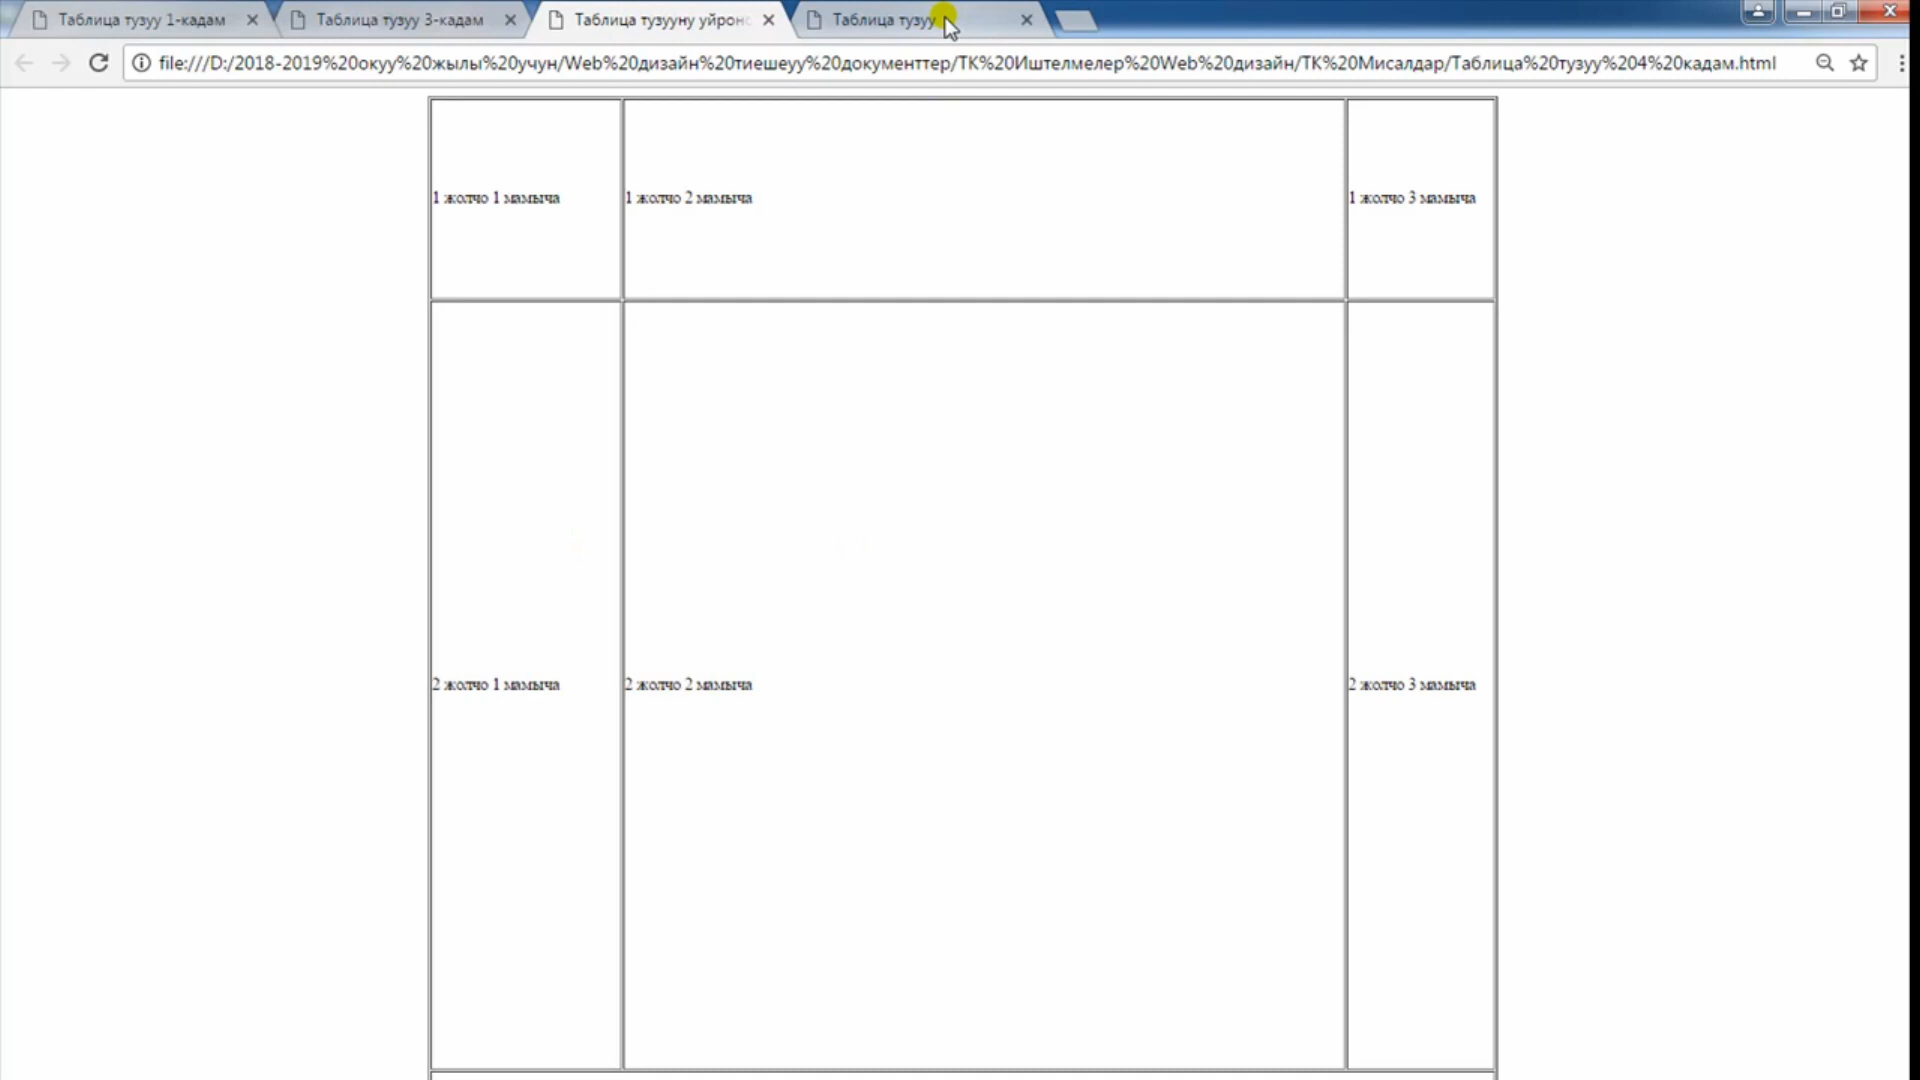 Таблица тузуу 1-кадам
Таблица тузуу 3-кадам
Таблица тузууну уйрон
Таблица тузуу
file:///D:/2018-2019%20окуу%20жылы%20учун/Web%20дизайн%20тиешеуу%20документтер/ТК%20Иштелмелер%20Web%20дизайн/ТК%20Мисалдар/Таблица%20тузуу%204%20кадам.html
1 жолчо 1 мамыча
1 жолчо 2 мамыча
1 жолчо 3 мамыча
2 жолчо 1 мамыча
2 жолчо 2 мамыча
2 жолчо 3 мамыча